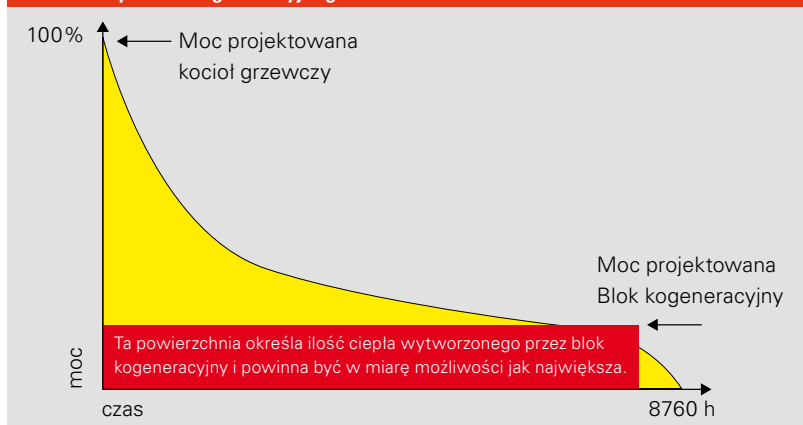 100%
Moc projektowana
kocioł grzewczy
Moc projektowana
Blok kogeneracyjny
Ta powierzchnia określa ilość ciepła wytworzonego przez blok
kogeneracyjny i powinna być w miarę możliwości jak największa.
moc
czas
8760 h